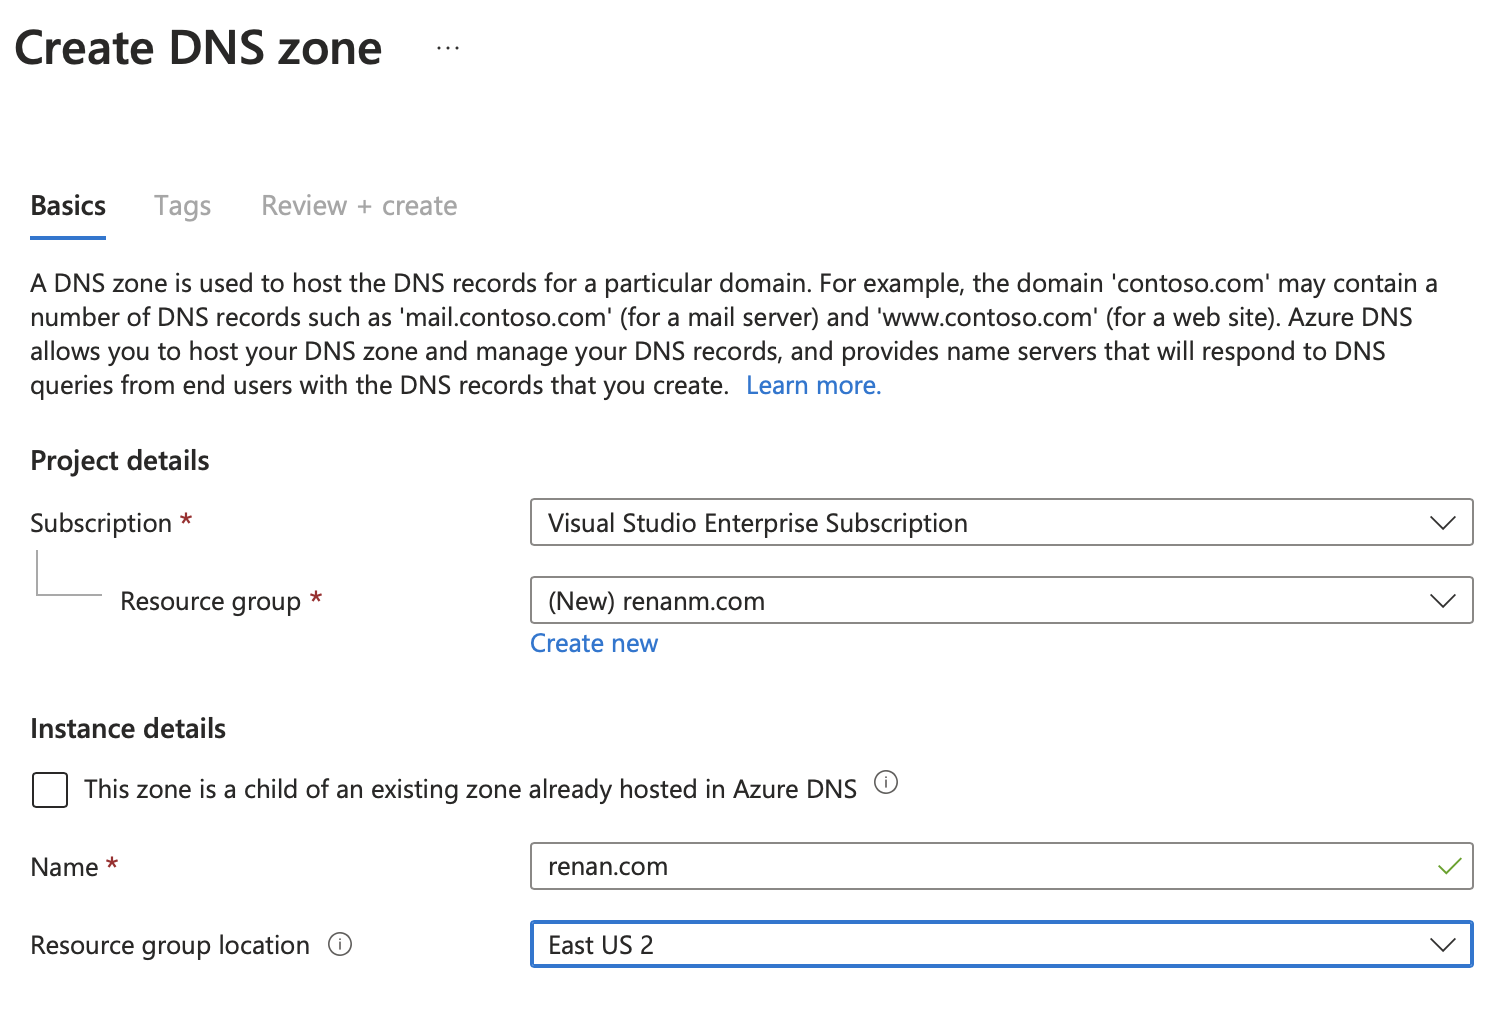 Create DNS zone ...
Basics Tags Review + create
A DNS zone is used to host the DNS records for a particular domain. For example, the domain 'contoso.com' may contain a
number of DNS records such as 'mail.contoso.com' (for a mail server) and 'www.contoso.com' (for a web site). Azure DNS
allows you to host your DNS zone and manage your DNS records, and provides name servers that will respond to DNS
queries from end users with the DNS records that you create. Learn more.
Project details
Subscription * Visual Studio Enterprise Subscription
Resource group * (New) renanm.com
Create new
Instance details
This zone is a child of an existing zone already hosted in Azure DNS
Name * renan.com
Resource group location East US 2